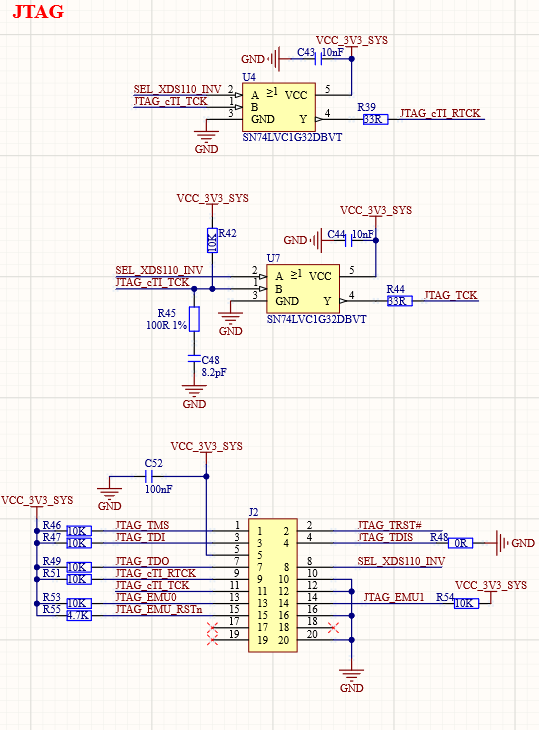 JTAG
VCC_3V3_SYS
C43 10nF
GND
U4
SEL_XDS110_INV 2 A ≥1 VCC 5
JTAG_cTI_TCK 1 B
R39
3 GND Y 4 33R JTAG_cTI_RTCK
SN74LVC1G32DBVT
GND
VCC_3V3_SYS
VCC_3V3_SYS
10K R42
C44 10nF
GND
U7
SEL_XDS110_INV 2 A ≥1 VCC 5
JTAG_cTI_TCK 1 B
R44
3 GND Y 4 33R JTAG_TCK
SN74LVC1G32DBVT
R45
100R 1%
GND
C48
8.2pF
GND
VCC_3V3_SYS
C52
100nF
GND
VCC_3V3_SYS
J2
R46 10K JTAG_TMS 1 1 2 2 JTAG_TRST#
R47 10K JTAG_TDI 3 3 4 4 JTAG_TDIS R48 0R GND
5 5
R49 10K JTAG_TDO 7 7 8 8 SEL_XDS110_INV
R51 10K JTAG_cTI_RTCK 9 9 10 10
JTAG_cTI_TCK 11 11 12 12
VCC_3V3_SYS
R53 10K JTAG_EMU0 13 13 14 14 JTAG_EMU1 R54 10K
R55 4.7K JTAG_EMU_RSTn 15 15 16 16
17 17 18 18
19 19 20 20
GND